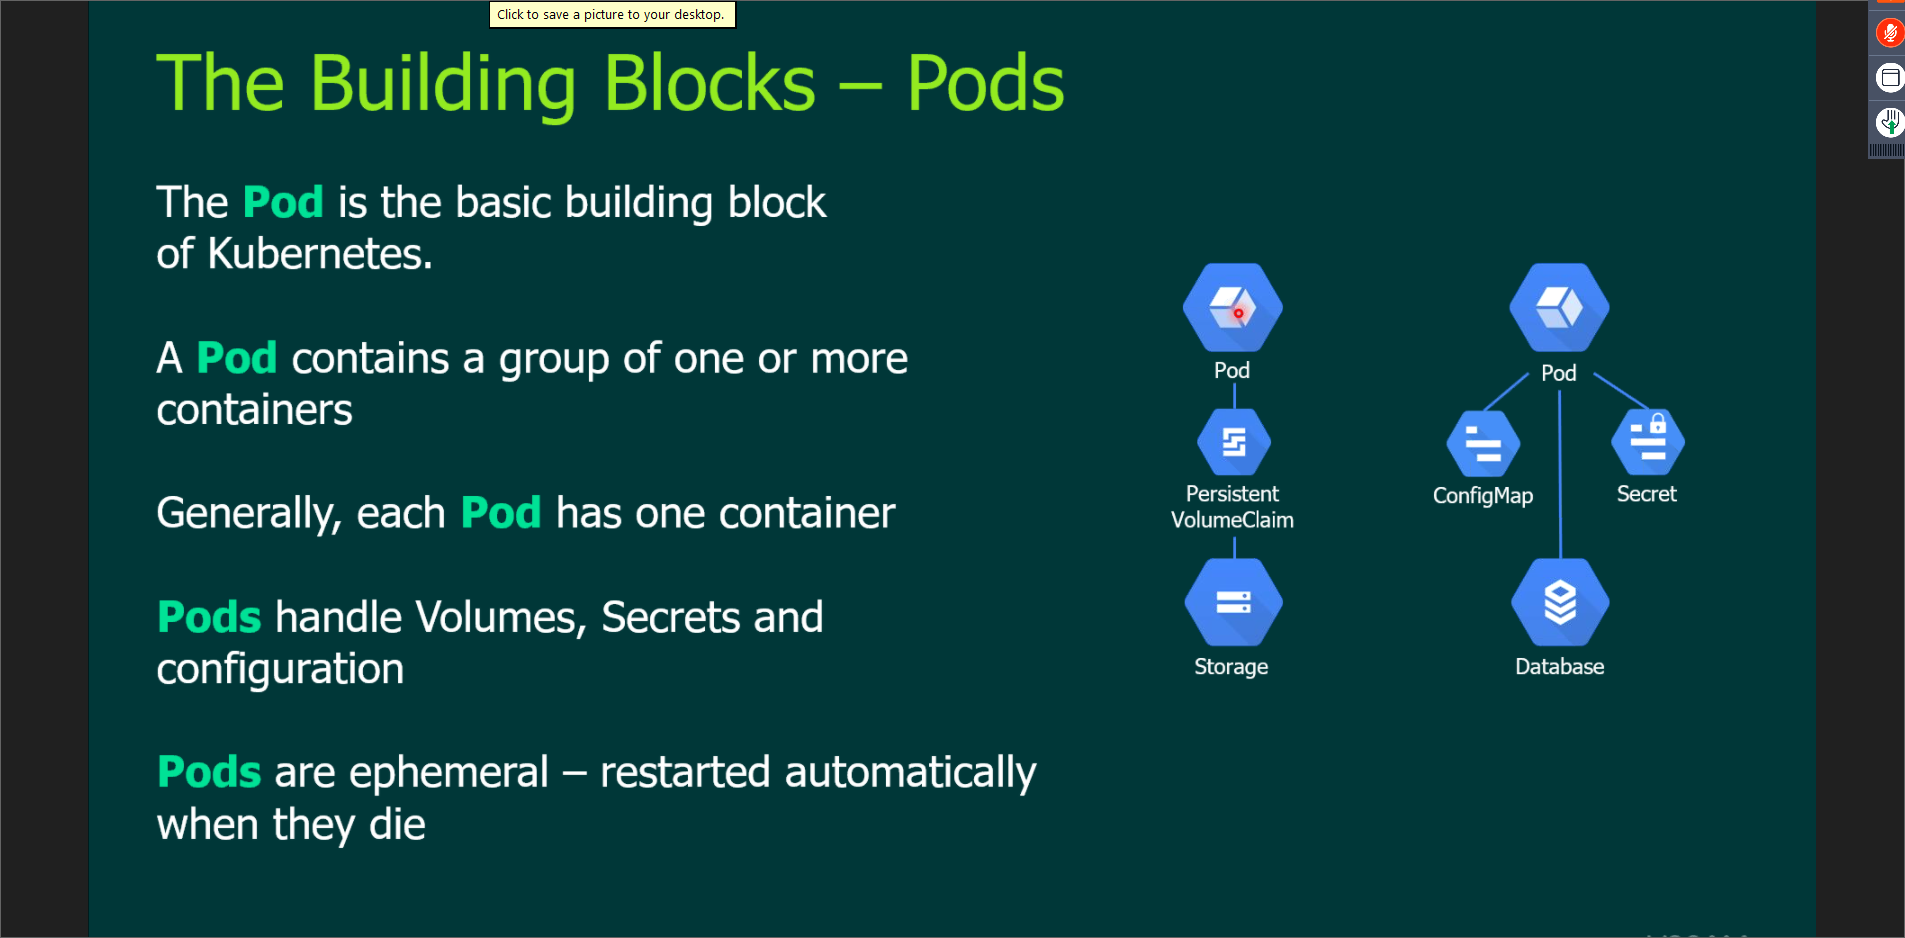 Click to save a picture to your desktop.
The Building Blocks – Pods
The Pod is the basic building block
of Kubernetes.
A Pod contains a group of one or more
containers
Generally, each Pod has one container
Pods handle Volumes, Secrets and
configuration
Pods are ephemeral – restarted automatically
when they die
Pod
Persistent
VolumeClaim
Storage
Pod
ConfigMap
Secret
Database